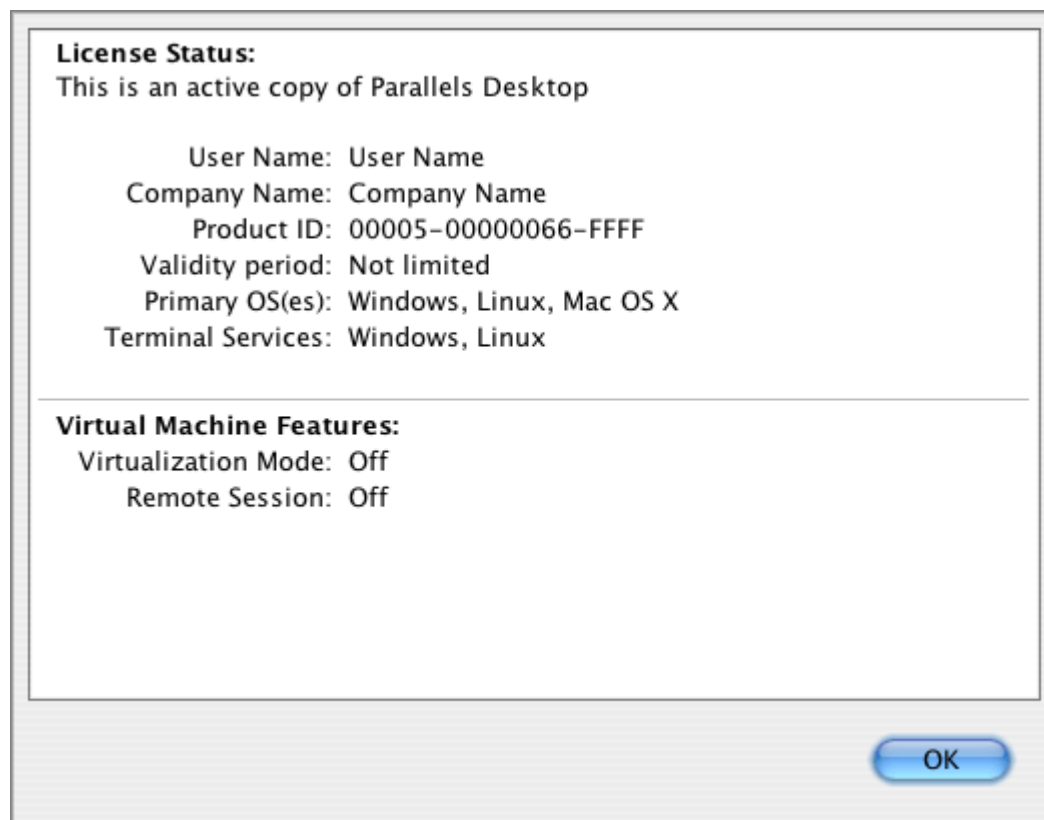 License Status:
This is an active copy of Parallels Desktop
User Name: User Name
Company Name: Company Name
Product ID: 00005-00000066-FFFF
Validity period: Not limited
Primary OS(es): Windows, Linux, Mac OS X
Terminal Services: Windows, Linux
Virtual Machine Features:
Virtualization Mode: Off
Remote Session: Off
OK